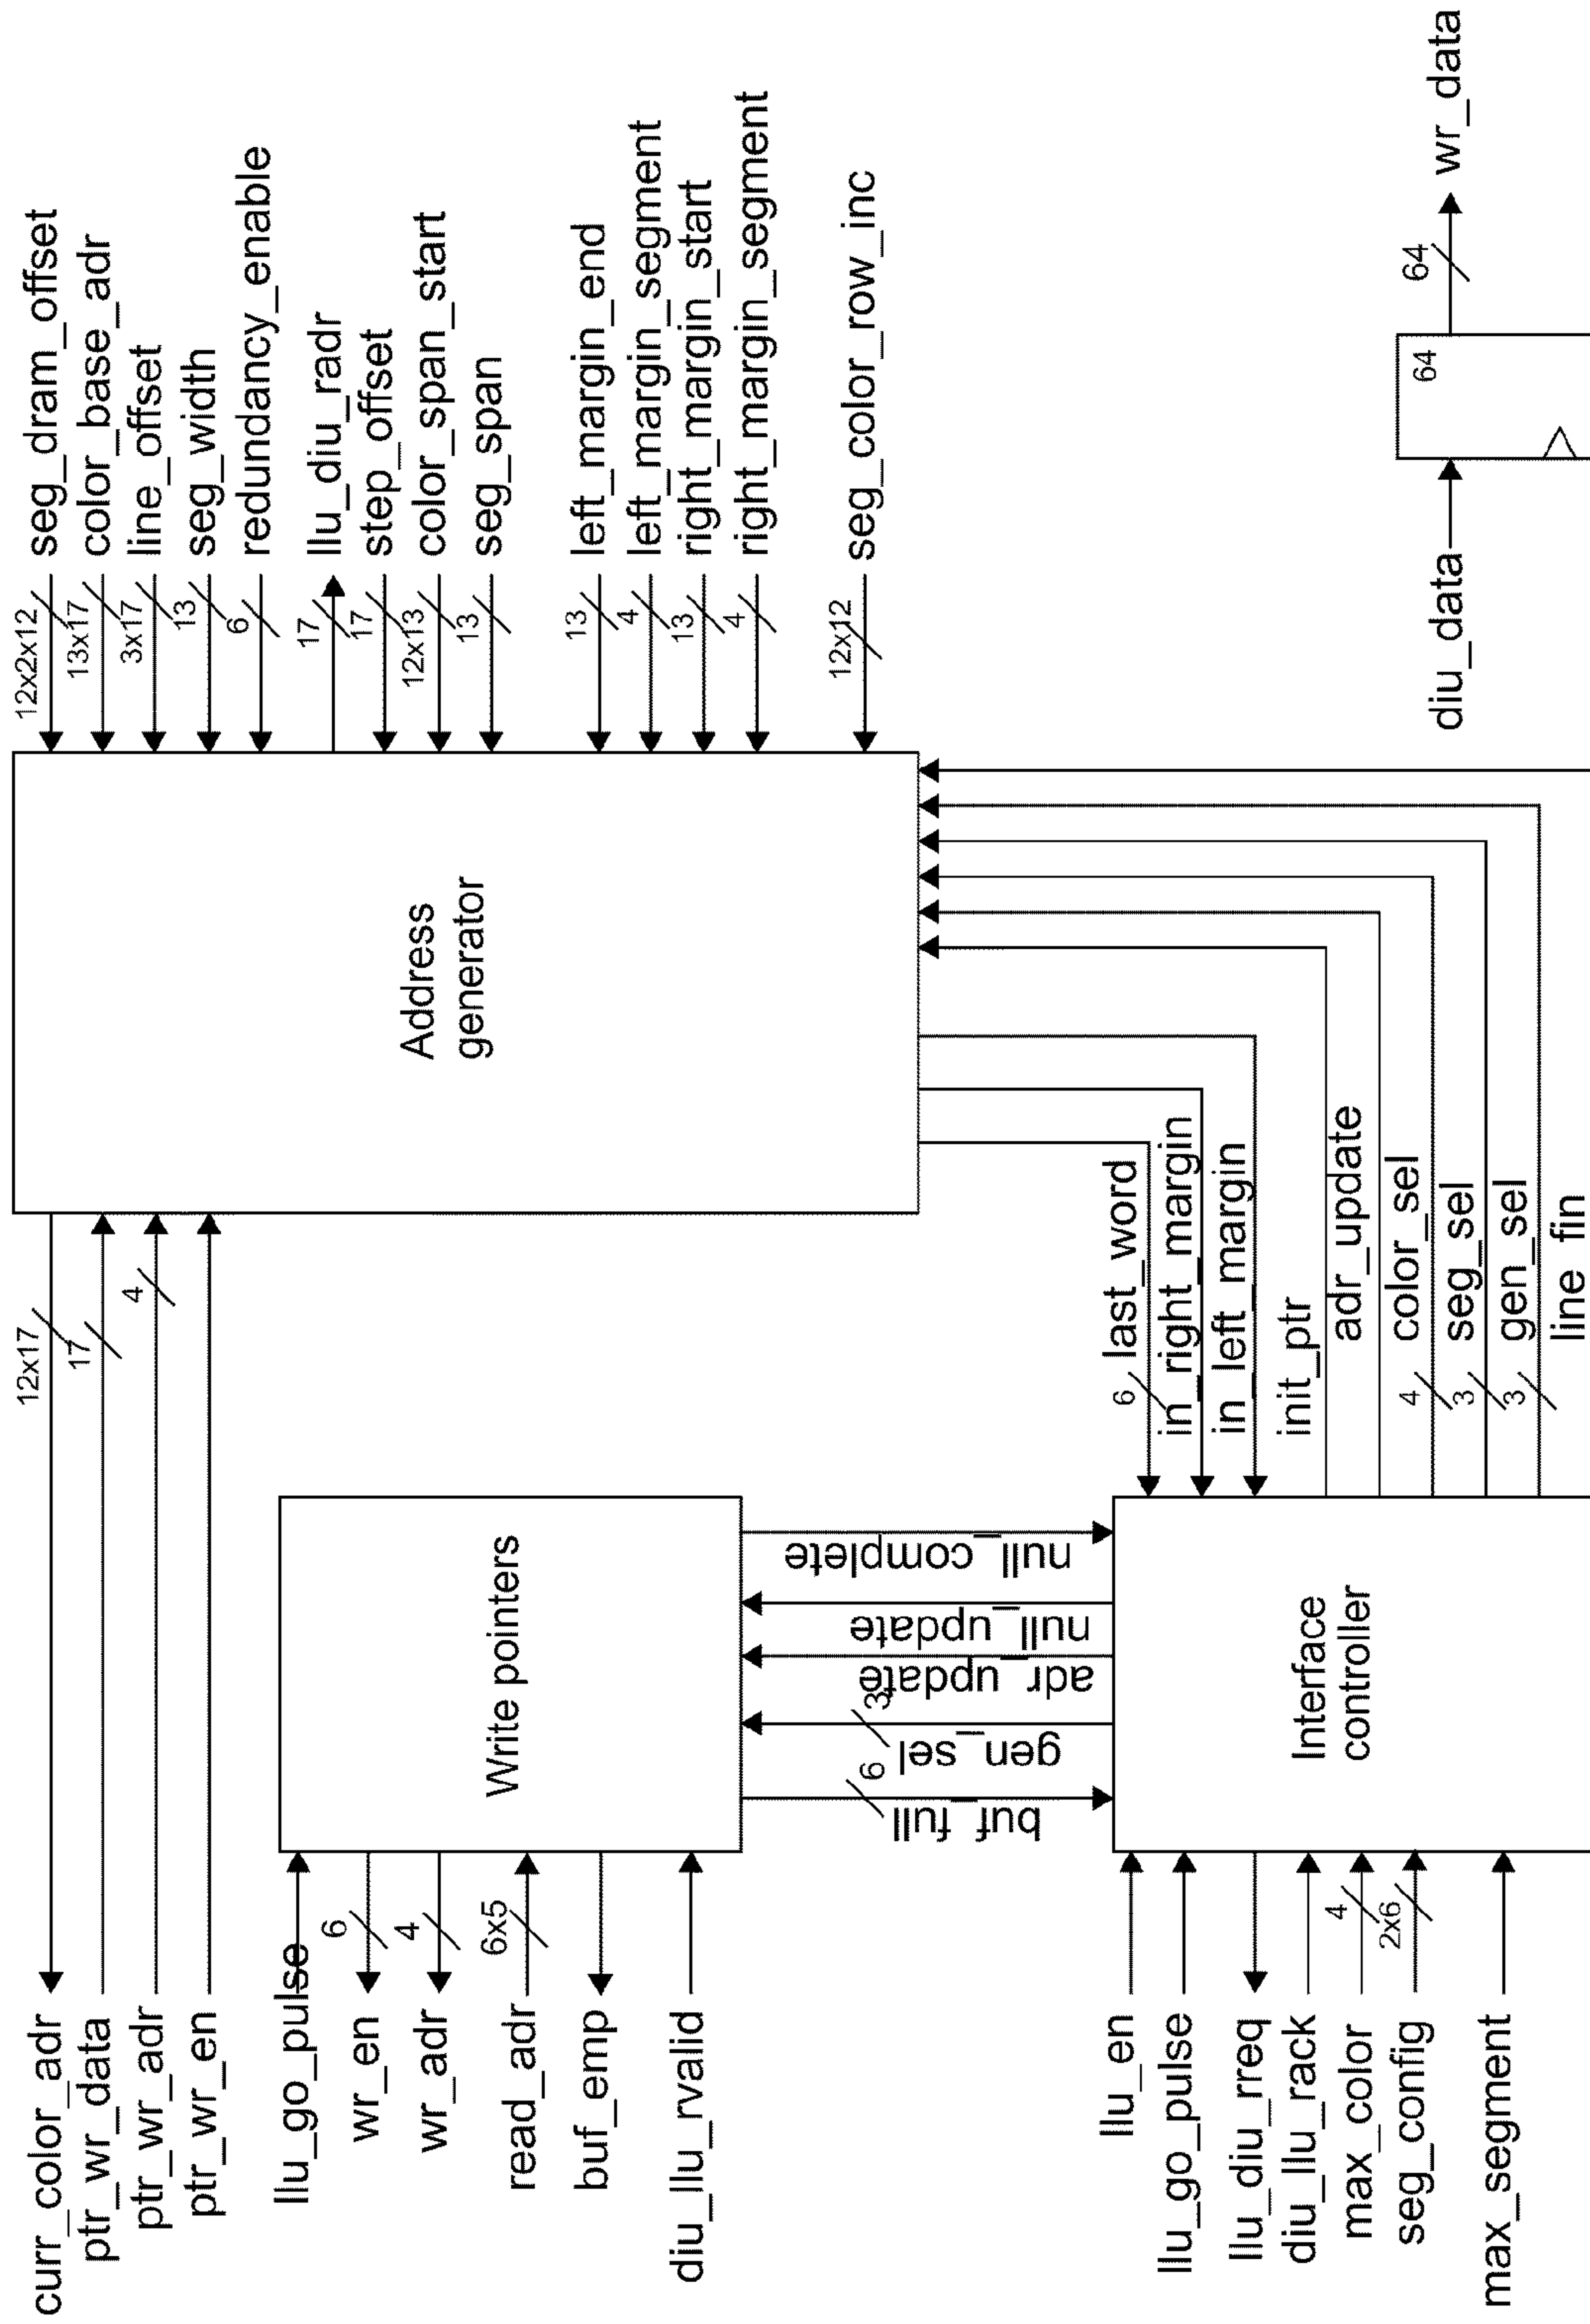 curr_color_adr
ptr_wr_data
ptr_wr_adr
ptr_wr_en
12x17
17
4
Address
generator
12x2x12
seg_dram_offset
13x17
color_base_adr
3x17
line_offset
13
seg_width
6
redundancy_enable
17
llu_diu_radr
17
step_offset
12x13
color_span_start
13
seg_span
13
left_margin_end
4
left_margin_segment
13
right_margin_start
4
right_margin_segment
12x12
seg_color_row_inc
llu_go_pulse
6
wr_en
4
wr_adr
6x5
read_adr
buf_emp
diu_llu_rvalid
Write pointers
buf_full
6
gen_sel
3
adr_update
null_update
null_complete
6
last_word
in_right_margin
in_left_margin
init_ptr
adr_update
4
color_sel
3
seg_sel
3
gen_sel
line_fin
llu_en
llu_go_pulse
llu_diu_rreq
diu_llu_rack
4
max_color
2x6
seg_config
max_segment
Interface
controller
diu_data
64
64
wr_data